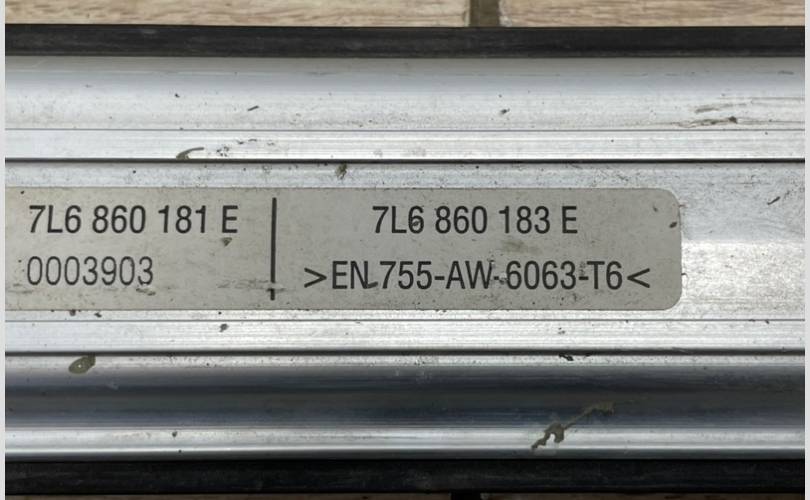 7L6 860 181 E | 7L6 860 183 E
0003903 | >EN 755-AW-6063-T6<